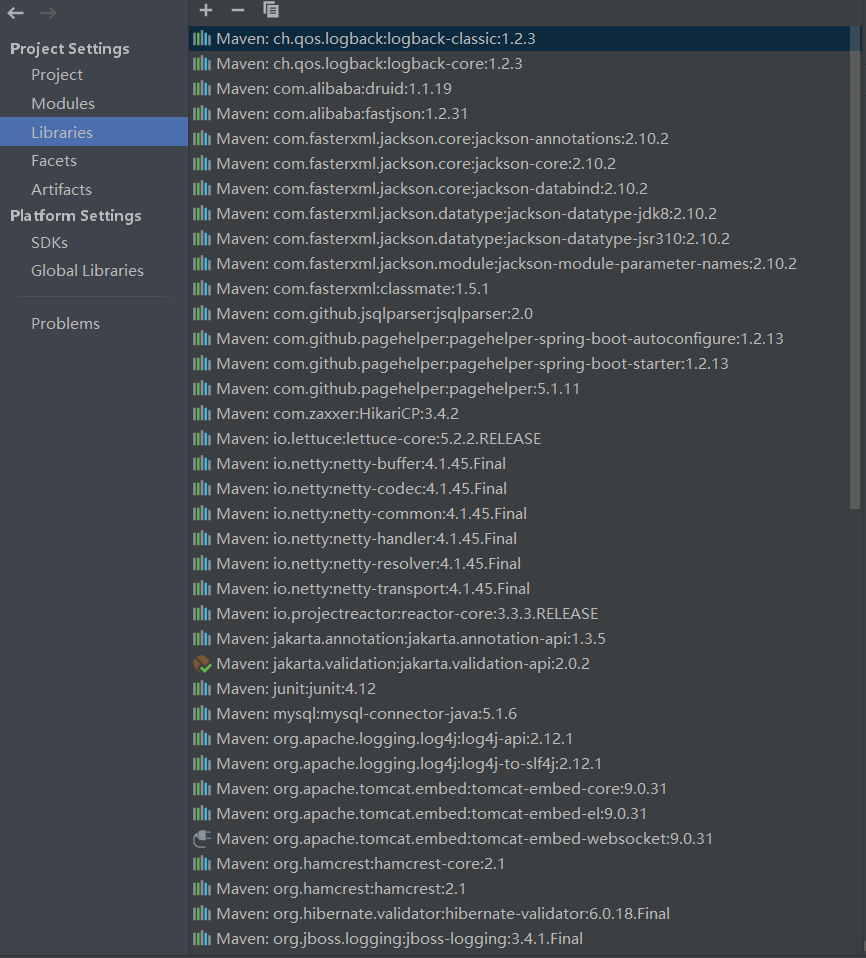 Project Settings
Project
Modules
Libraries
Facets
Artifacts
Platform Settings
SDKs
Global Libraries
Problems
Maven: ch.qos.logback:logback-classic:1.2.3
Maven: ch.qos.logback:logback-core:1.2.3
Maven: com.alibaba:druid:1.1.19
Maven: com.alibaba:fastjson:1.2.31
Maven: com.fasterxml.jackson.core:jackson-annotations:2.10.2
Maven: com.fasterxml.jackson.core:jackson-core:2.10.2
Maven: com.fasterxml.jackson.core:jackson-databind:2.10.2
Maven: com.fasterxml.jackson.datatype:jackson-datatype-jdk8:2.10.2
Maven: com.fasterxml.jackson.datatype:jackson-datatype-jsr310:2.10.2
Maven: com.fasterxml.jackson.module:jackson-module-parameter-names:2.10.2
Maven: com.fasterxml:classmate:1.5.1
Maven: com.github.jsqlparser:jsqlparser:2.0
Maven: com.github.pagehelper:pagehelper-spring-boot-autoconfigure:1.2.13
Maven: com.github.pagehelper:pagehelper-spring-boot-starter:1.2.13
Maven: com.github.pagehelper:pagehelper:5.1.11
Maven: com.zaxxer:HikariCP:3.4.2
Maven: io.lettuce:lettuce-core:5.2.2.RELEASE
Maven: io.netty:netty-buffer:4.1.45.Final
Maven: io.netty:netty-codec:4.1.45.Final
Maven: io.netty:netty-common:4.1.45.Final
Maven: io.netty:netty-handler:4.1.45.Final
Maven: io.netty:netty-resolver:4.1.45.Final
Maven: io.netty:netty-transport:4.1.45.Final
Maven: io.projectreactor:reactor-core:3.3.3.RELEASE
Maven: jakarta.annotation:jakarta.annotation-api:1.3.5
Maven: jakarta.validation:jakarta.validation-api:2.0.2
Maven: junit:junit:4.12
Maven: mysql:mysql-connector-java:5.1.6
Maven: org.apache.logging.log4j:log4j-api:2.12.1
Maven: org.apache.logging.log4j:log4j-to-slf4j:2.12.1
Maven: org.apache.tomcat.embed:tomcat-embed-core:9.0.31
Maven: org.apache.tomcat.embed:tomcat-embed-el:9.0.31
Maven: org.apache.tomcat.embed:tomcat-embed-websocket:9.0.31
Maven: org.hamcrest:hamcrest-core:2.1
Maven: org.hamcrest:hamcrest:2.1
Maven: org.hibernate.validator:hibernate-validator:6.0.18.Final
Maven: org.jboss.logging:jboss-logging:3.4.1.Final